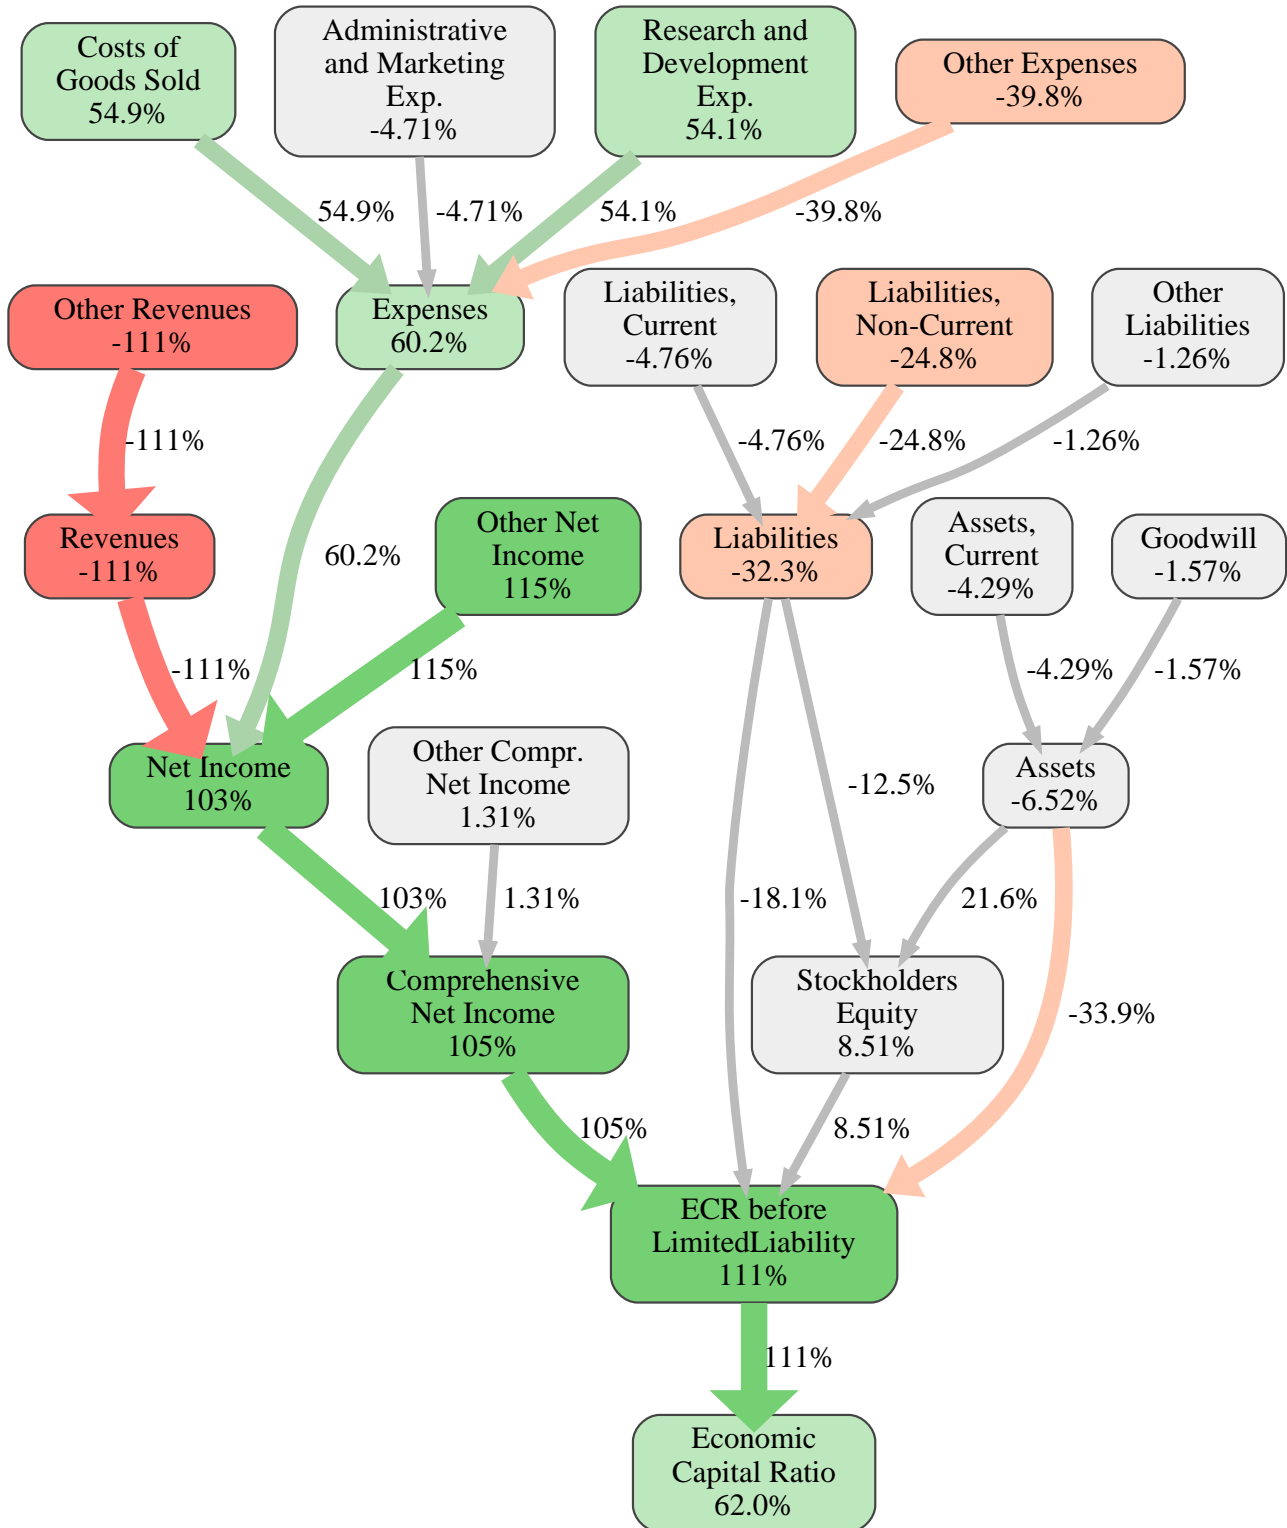 Costs of
Goods Sold
54.9%
Administrative
and Marketing
Exp.
-4.71%
Research and
Development
Exp.
54.1%
Other Expenses
-39.8%
54.9%
-4.71%
54.1%
-39.8%
Other Revenues
-111%
Expenses
60.2%
Liabilities,
Current
-4.76%
Liabilities,
Non-Current
-24.8%
Other
Liabilities
-1.26%
-111%
-4.76%
-24.8%
-1.26%
Revenues
-111%
60.2%
Other Net
Income
115%
Liabilities
-32.3%
Assets,
Current
-4.29%
Goodwill
-1.57%
-111%
115%
-4.29%
-1.57%
Net Income
103%
Other Compr.
Net Income
1.31%
-12.5%
Assets
-6.52%
103%
1.31%
-18.1%
21.6%
Comprehensive
Net Income
105%
Stockholders
Equity
8.51%
-33.9%
105%
8.51%
ECR before
LimitedLiability
111%
111%
Economic
Capital Ratio
62.0%